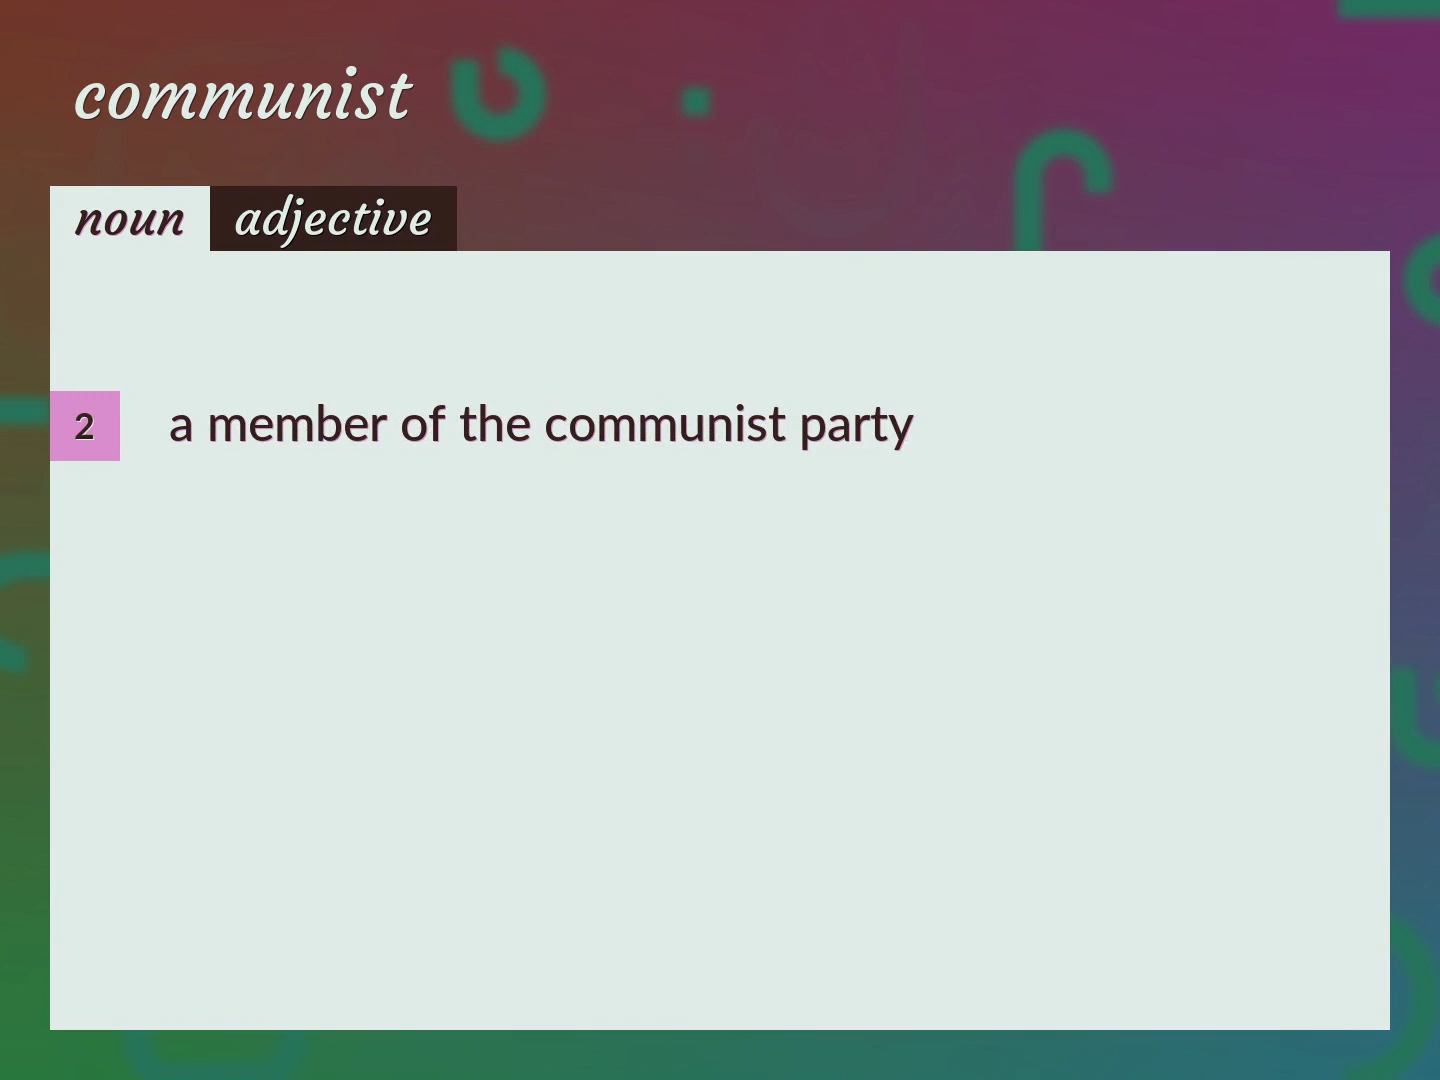 communist
noun adjective
2 a member of the communist party